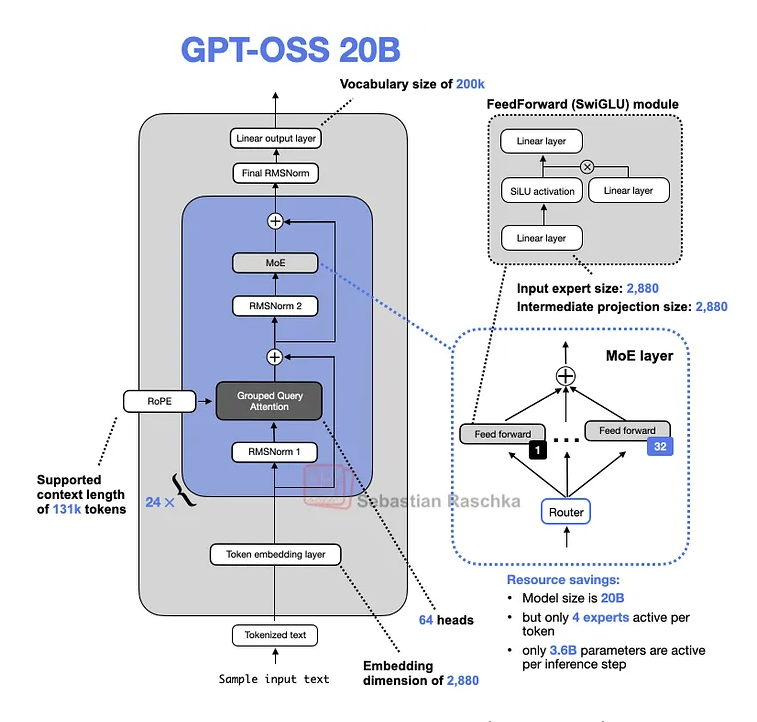 GPT-OSS 20B
Vocabulary size of 200k
Linear output layer
Final RMSNorm
MoE
RMSNorm 2
Grouped Query
Attention
RoPE
RMSNorm 1
Supported
context length
of 131k tokens
24 ×
Sebastian Raschka
Token embedding layer
64 heads
Tokenized text
Embedding
dimension of 2,880
Sample input text
FeedForward (SwiGLU) module
Linear layer
SiLU activation
Linear layer
Linear layer
Input expert size: 2,880
Intermediate projection size: 2,880
MoE layer
Feed forward
1
Feed forward
32
Router
Resource savings:
• Model size is 20B
• but only 4 experts active per
token
• only 3.6B parameters are active
per inference step